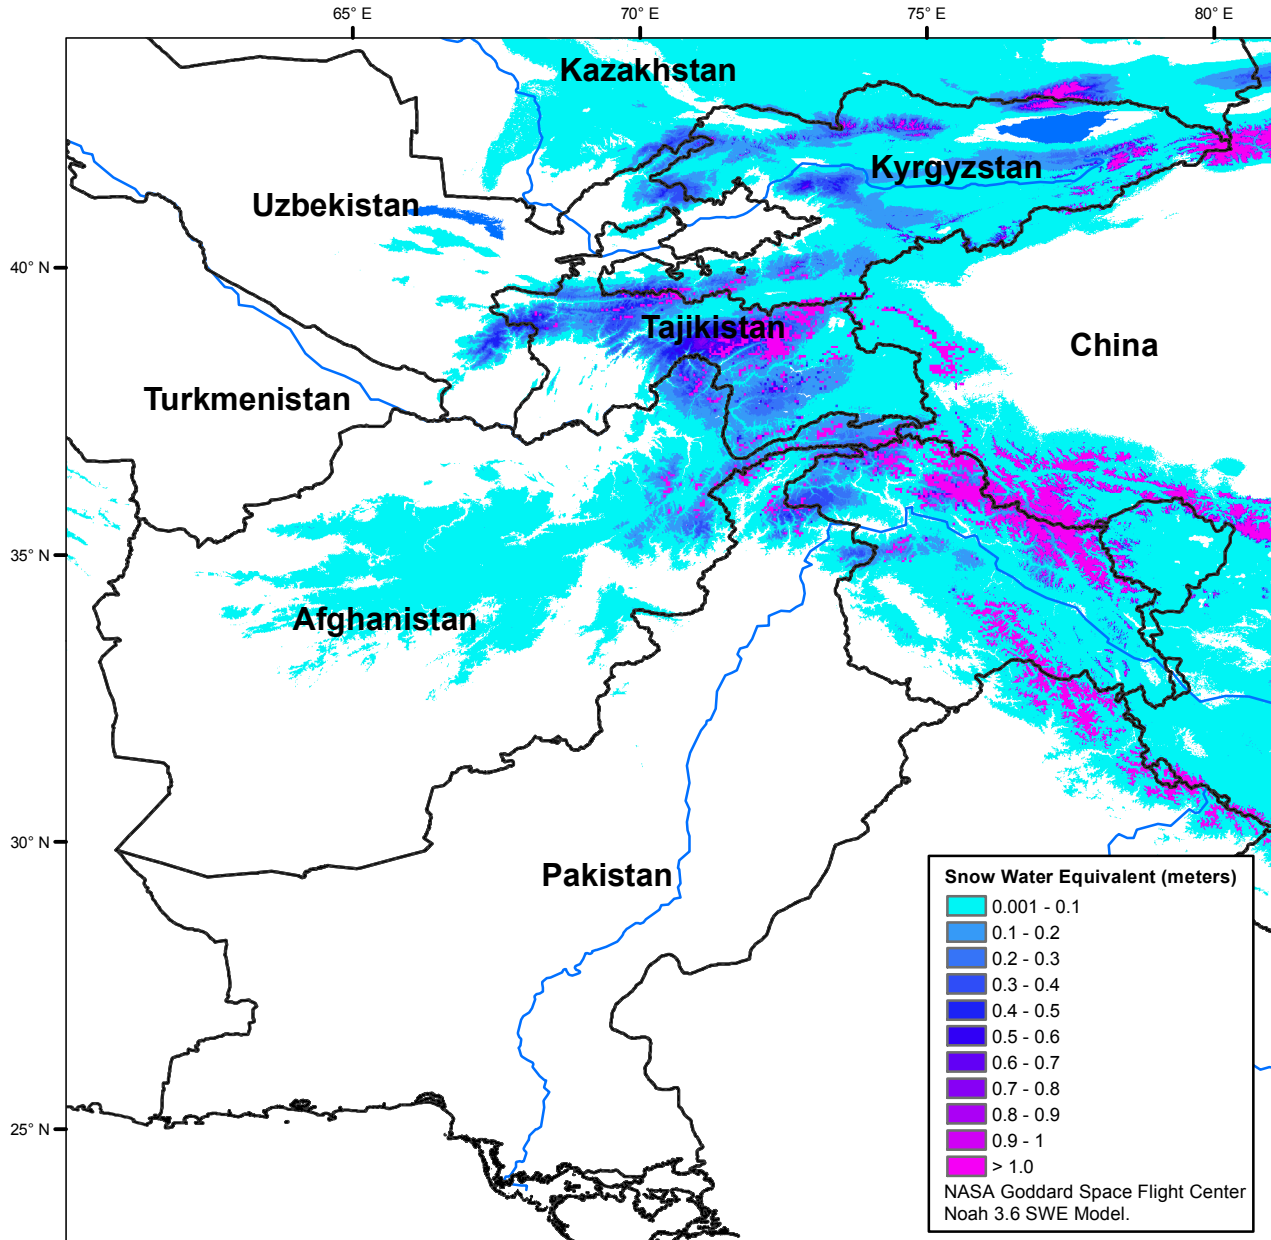 65° E
70° E
75° E
80° E
Kazakhstan
Kyrgyzstan
Uzbekistan
40° N
Tajikistan
China
Turkmenistan
35° N
Afghanistan
30° N
Pakistan
25° N
Snow Water Equivalent (meters)
0.001 - 0.1
0.1 - 0.2
0.2 - 0.3
0.3 - 0.4
0.4 - 0.5
0.5 - 0.6
0.6 - 0.7
0.7 - 0.8
0.8 - 0.9
0.9 - 1
> 1.0
NASA Goddard Space Flight Center
Noah 3.6 SWE Model.